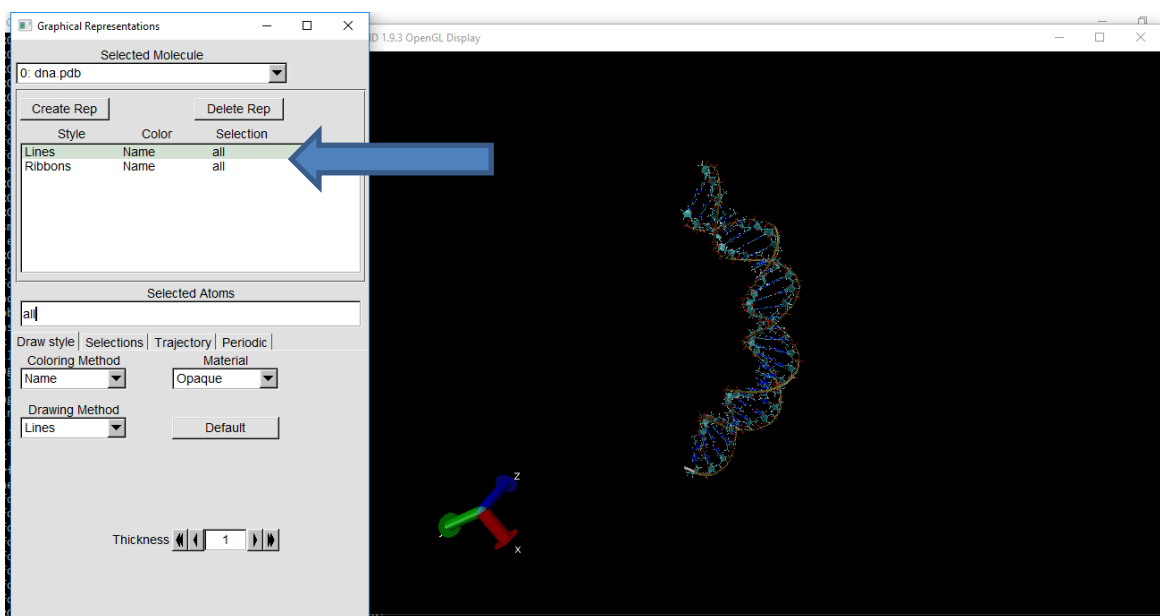 Graphical Representations
ID 1.9.3 OpenGL Display
Selected Molecule
0: dna.pdb
Create Rep Delete Rep
Style Color Selection
Lines Name all
Ribbons Name all
Selected Atoms
all
Draw style Selections Trajectory Periodic
Coloring Method Material
Name Opaque
Drawing Method
Lines Default
Thickness 1
Z
X